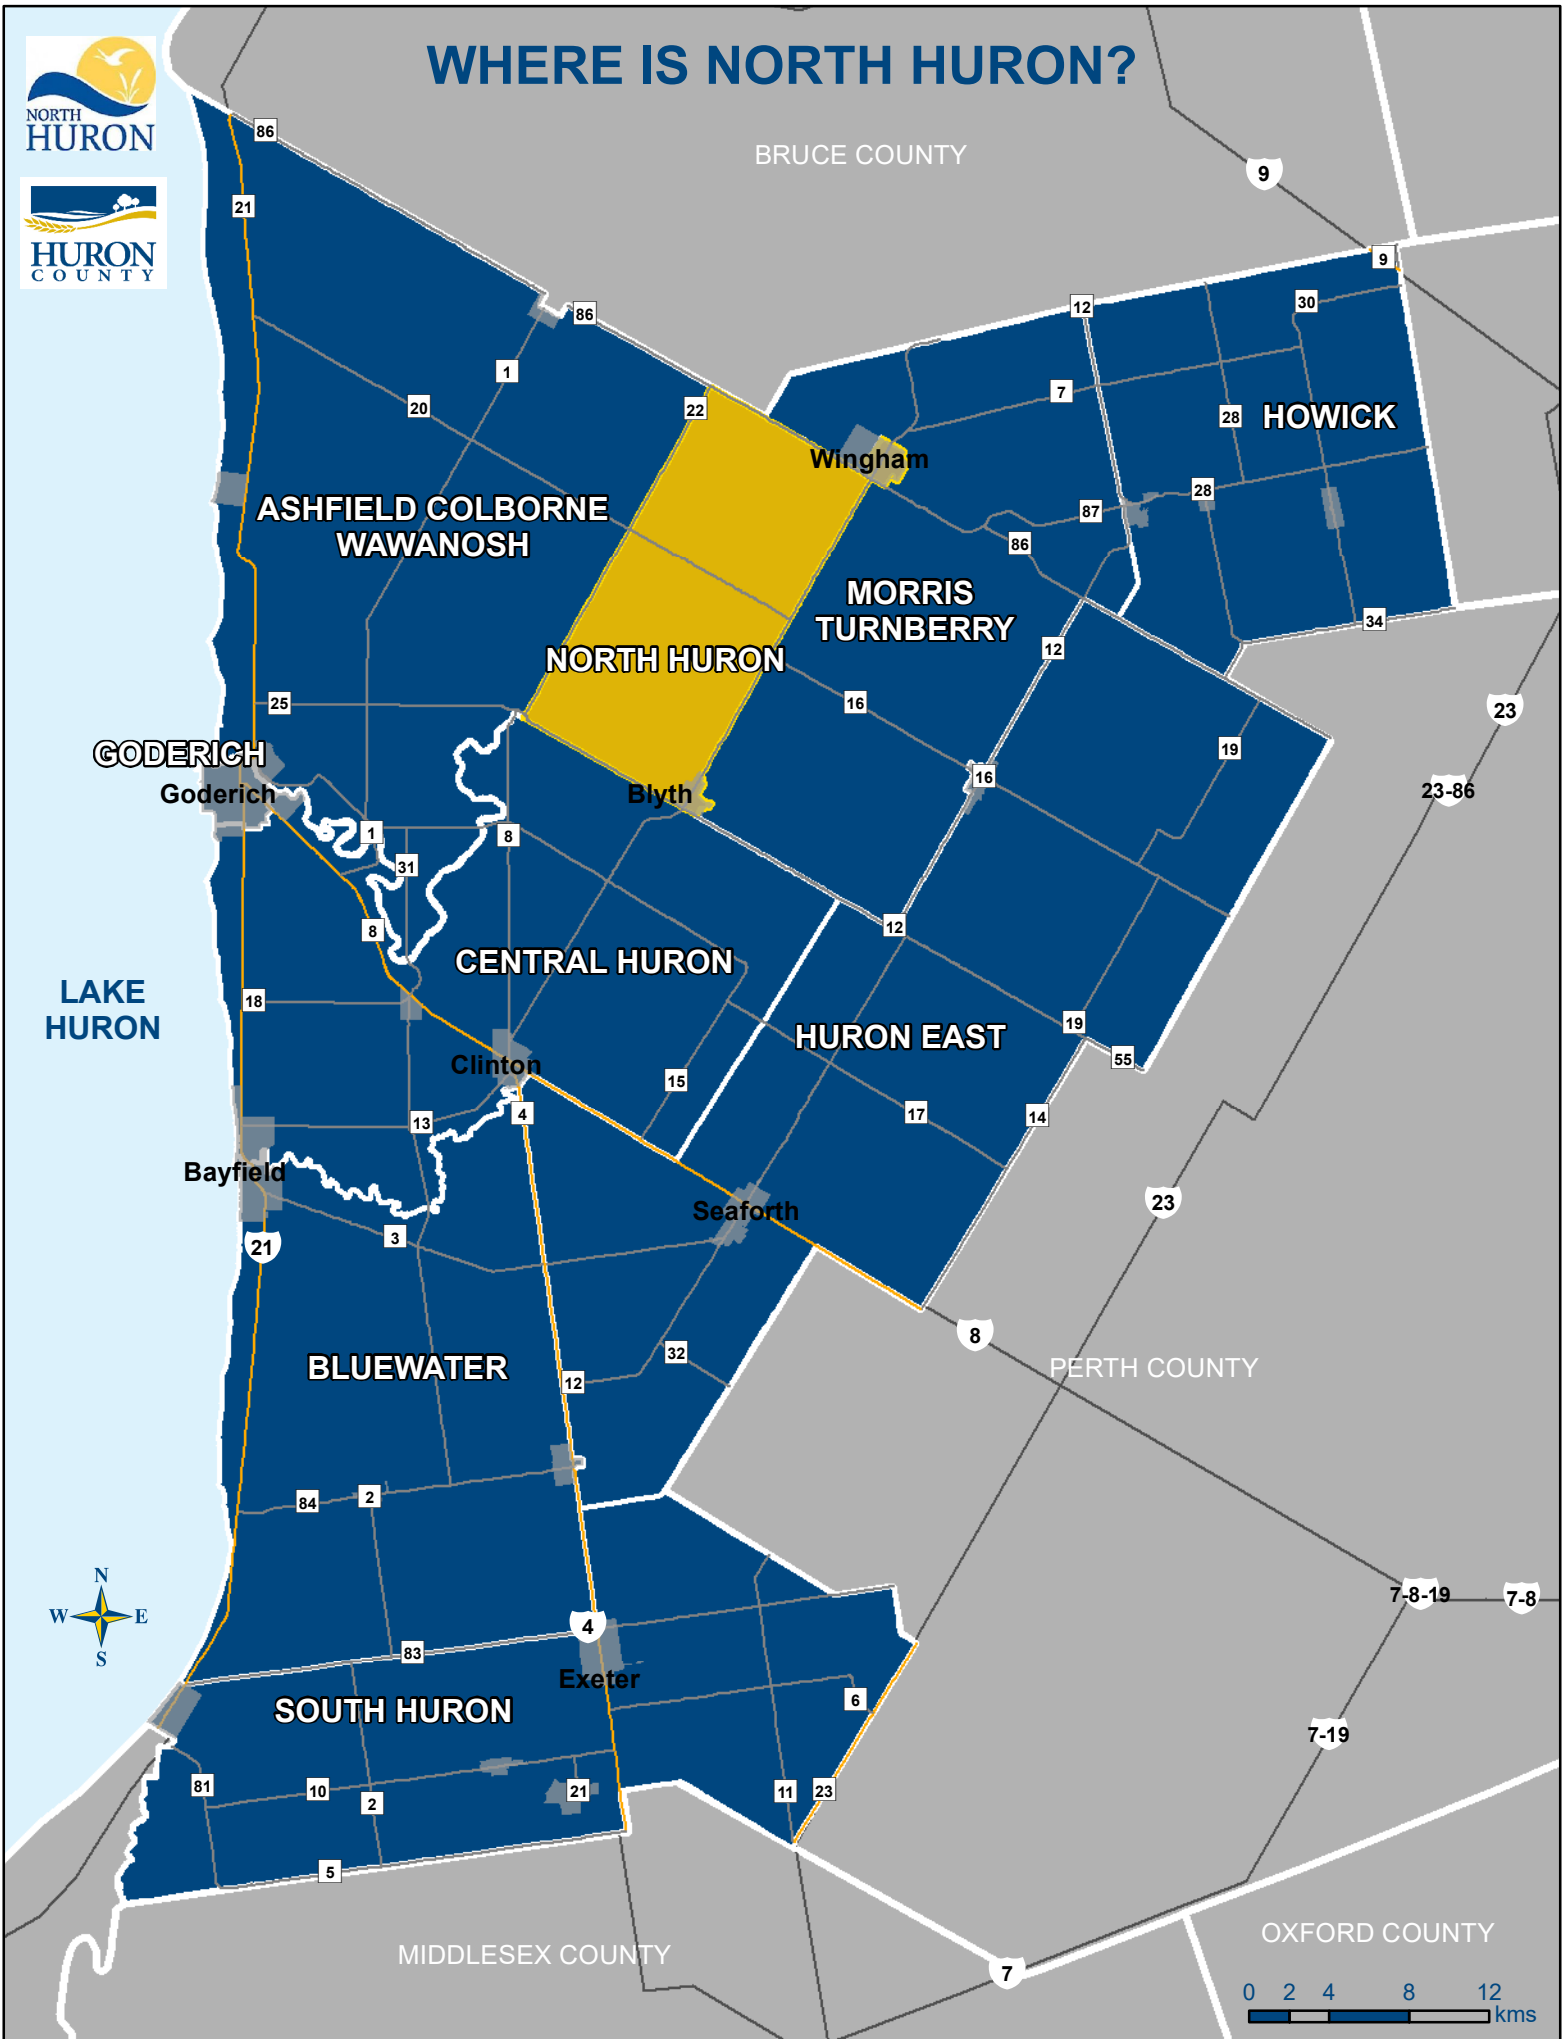 WHERE IS NORTH HURON?
NORTH
HURON
HURON
COUNTY
BRUCE COUNTY
86
9
21
9
30
12
86
1
7
20
22
28
HOWICK
Wingham
28
ASHFIELD COLBORNE
WAWANOSH
87
86
MORRIS
TURNBERRY
34
12
NORTH HURON
25
16
23
19
GODERICH
Goderich
16
23-86
Blyth
1
8
31
8
12
CENTRAL HURON
LAKE
HURON
18
19
HURON EAST
55
Clinton
15
4
17
14
13
Bayfield
23
Seaforth
3
21
8
32
PERTH COUNTY
BLUEWATER
12
84
2
7-8-19
7-8
N
W
E
S
4
83
Exeter
6
SOUTH HURON
7-19
81
10
21
11
23
2
5
OXFORD COUNTY
MIDDLESEX COUNTY
7
0 2 4 8 12
kms